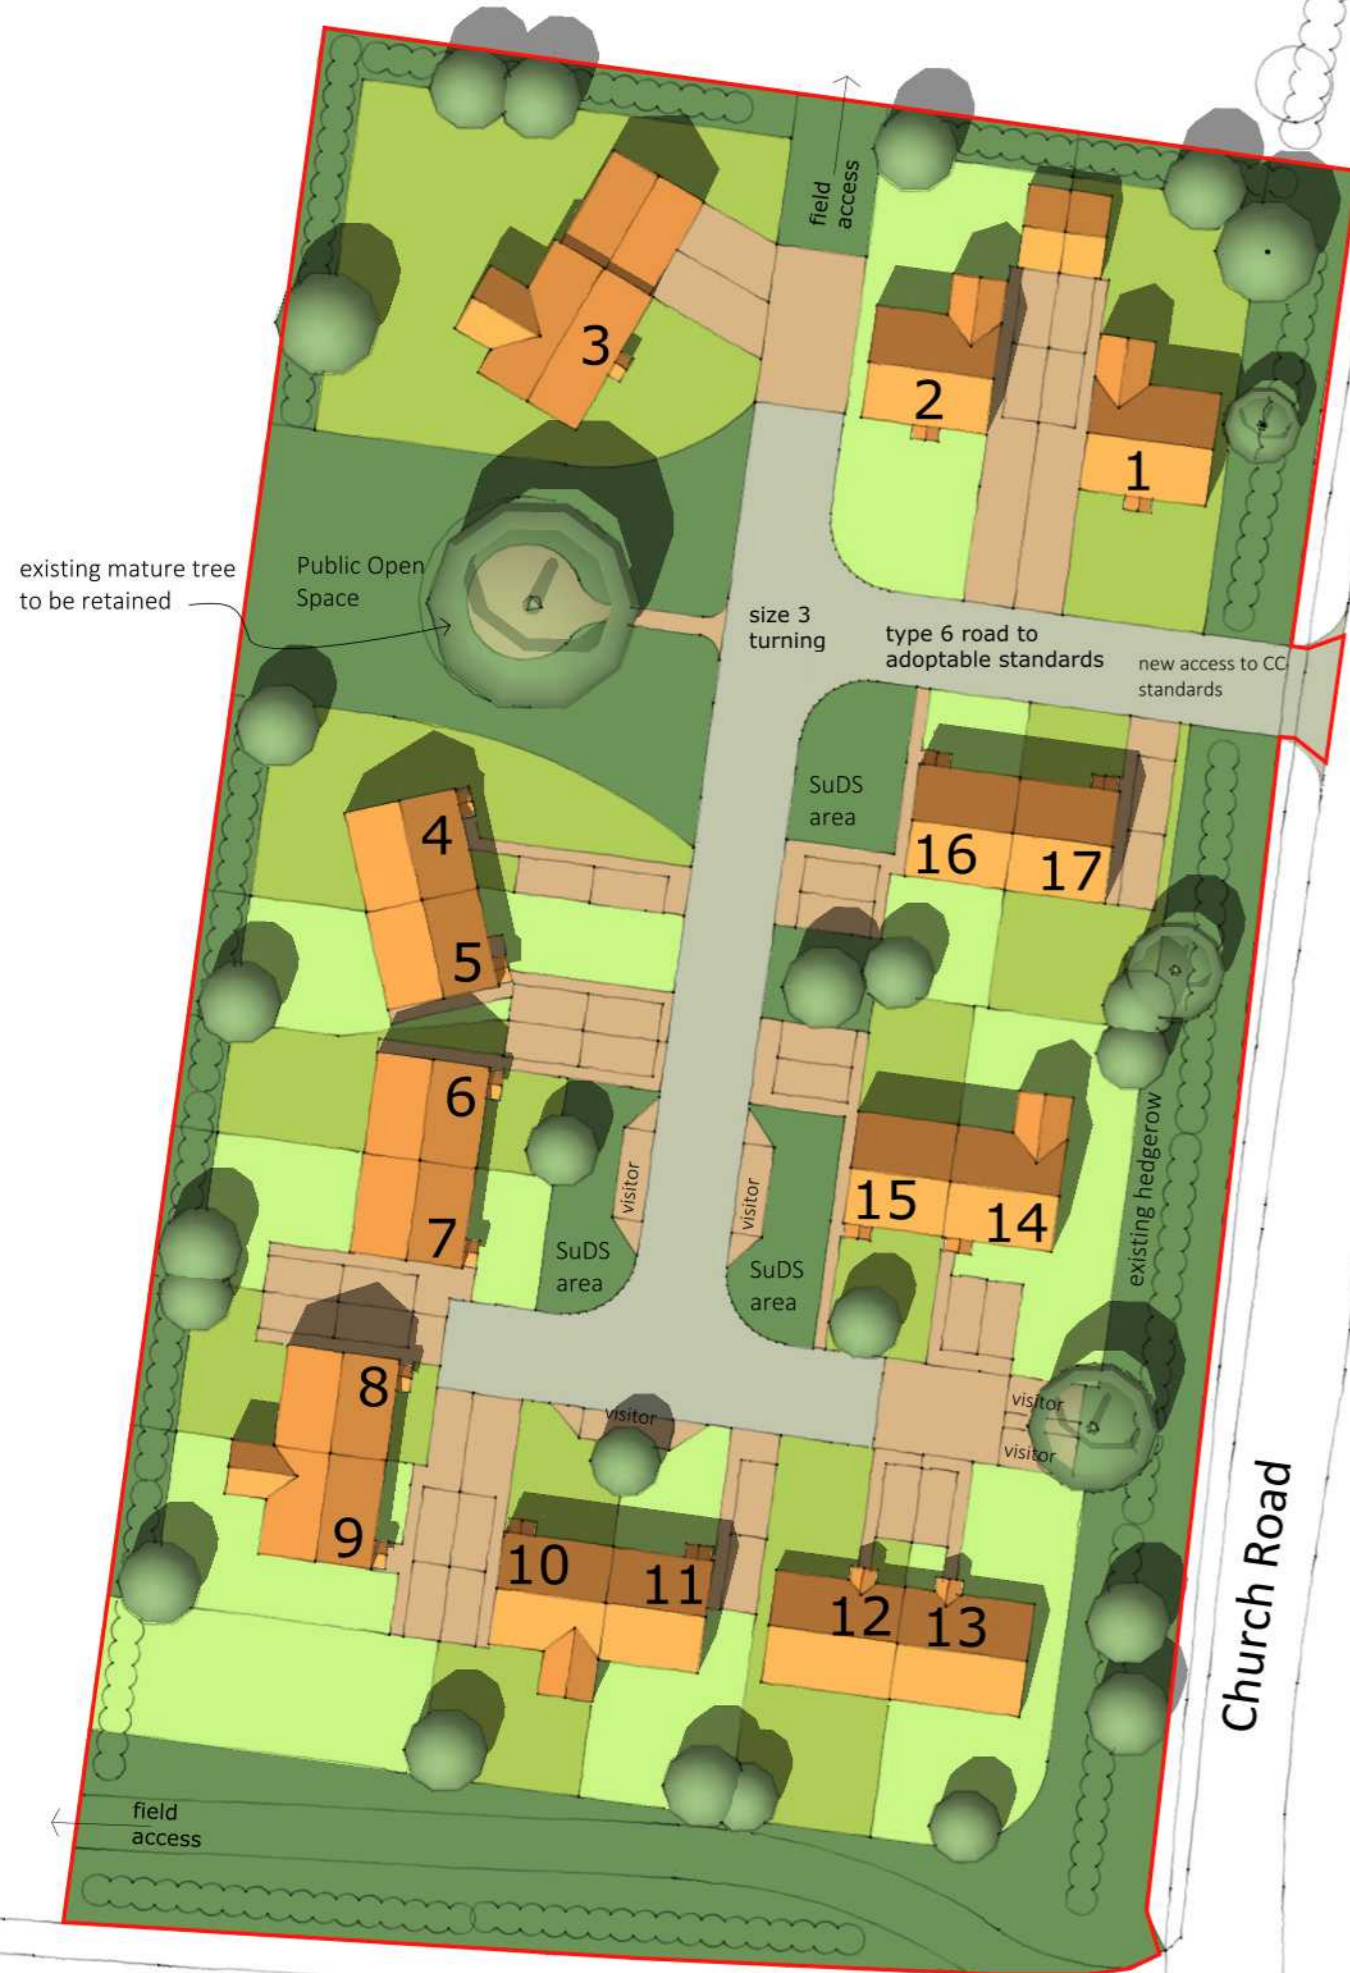 field
access
3
2
1
existing mature tree
to be retained
Public Open
Space
size 3
turning
type 6 road to
adoptable standards
new access to CC
standards
SuDS
area
16
17
4
5
6
7
visitor
visitor
SuDS
area
SuDS
area
15
14
existing hedgerow
8
9
visitor
visitor
visitor
10
11
12
13
Church Road
field
access